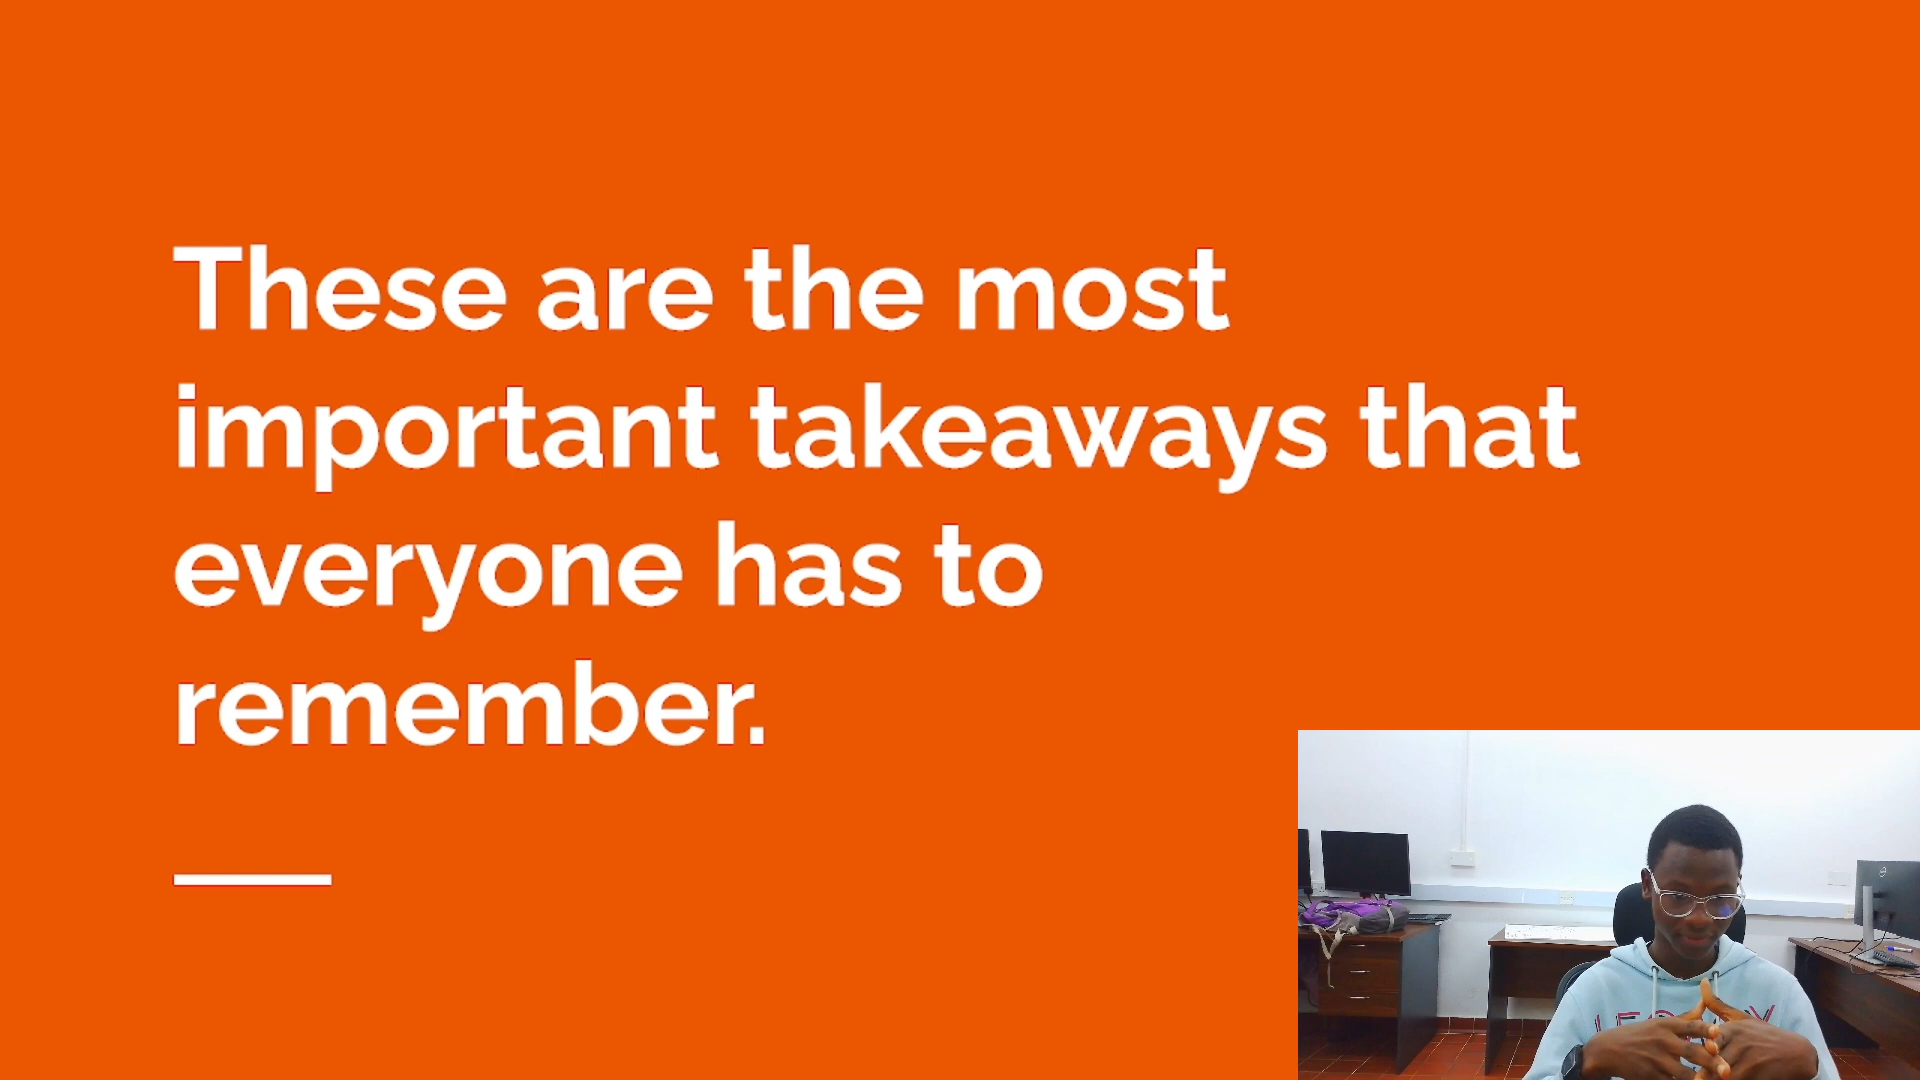 These are the most
important takeaways that
everyone has to
remember.